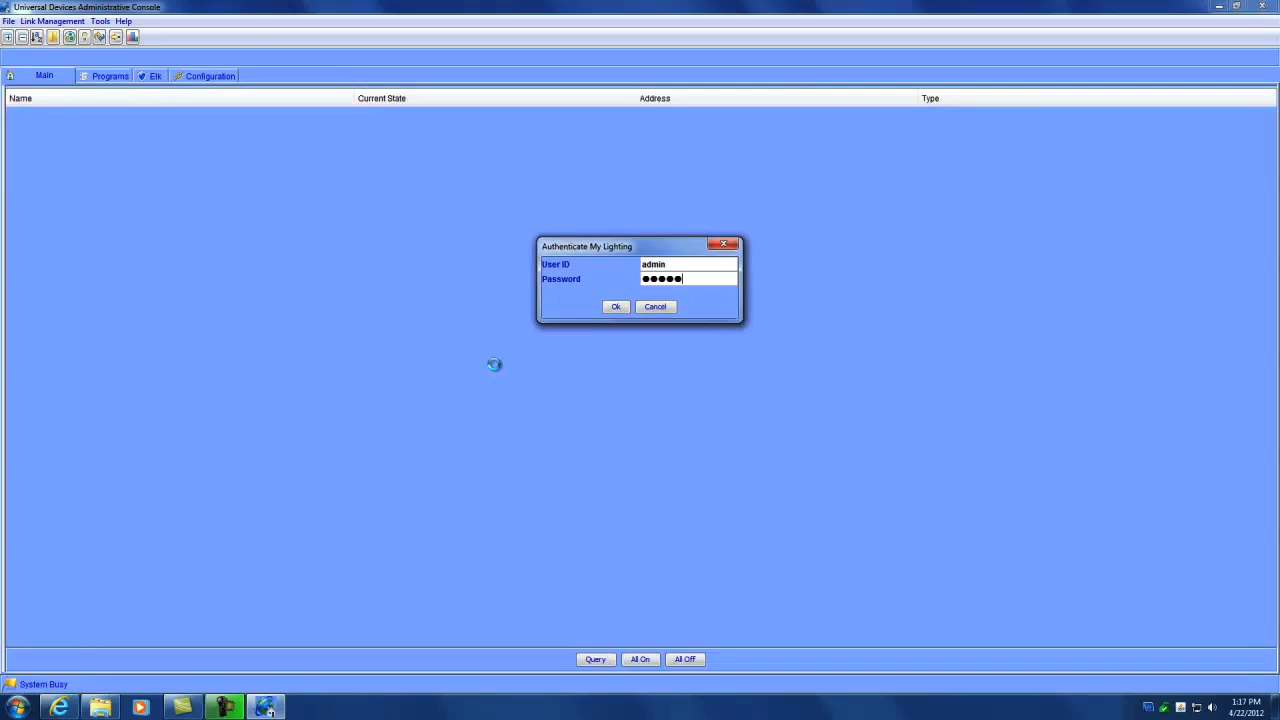 Universal Devices Administrative Console
File Link Management Tools Help
Main Programs Elk Configuration
Name Current State Address Type
Authenticate My Lighting
User ID admin
Password ●●●●●
Ok Cancel
Query All On All Off
System Busy
1:17 PM
4/22/2012